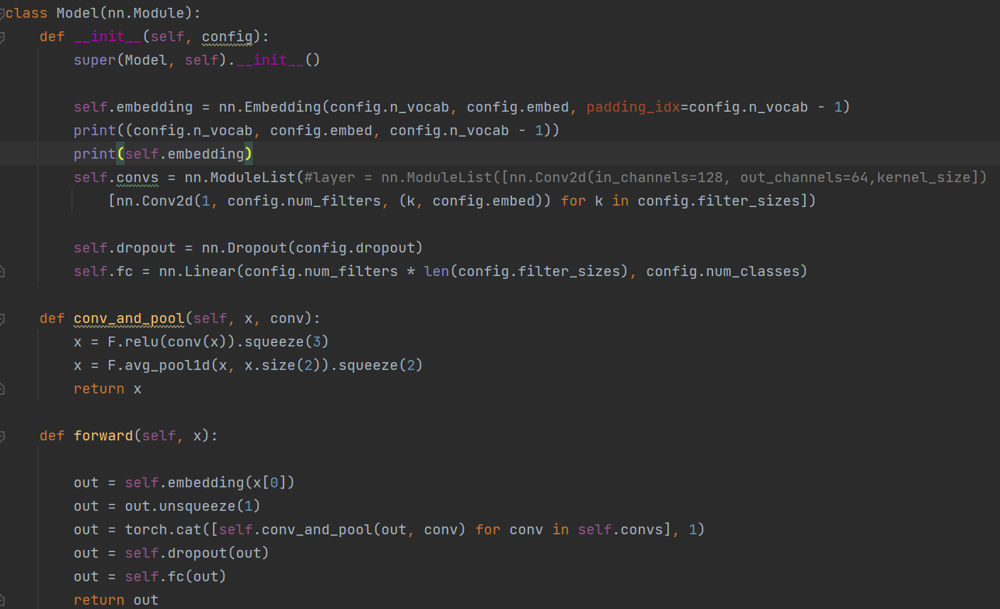 class Model(nn.Module):
    def __init__(self, config):
        super(Model, self).__init__()

        self.embedding = nn.Embedding(config.n_vocab, config.embed, padding_idx=config.n_vocab - 1)
        print((config.n_vocab, config.embed, config.n_vocab - 1))
        print(self.embedding)
        self.convs = nn.ModuleList(#layer = nn.ModuleList([nn.Conv2d(in_channels=128, out_channels=64,kernel_size])
            [nn.Conv2d(1, config.num_filters, (k, config.embed)) for k in config.filter_sizes])

        self.dropout = nn.Dropout(config.dropout)
        self.fc = nn.Linear(config.num_filters * len(config.filter_sizes), config.num_classes)

    def conv_and_pool(self, x, conv):
        x = F.relu(conv(x)).squeeze(3)
        x = F.avg_pool1d(x, x.size(2)).squeeze(2)
        return x

    def forward(self, x):

        out = self.embedding(x[0])
        out = out.unsqueeze(1)
        out = torch.cat([self.conv_and_pool(out, conv) for conv in self.convs], 1)
        out = self.dropout(out)
        out = self.fc(out)
        return out